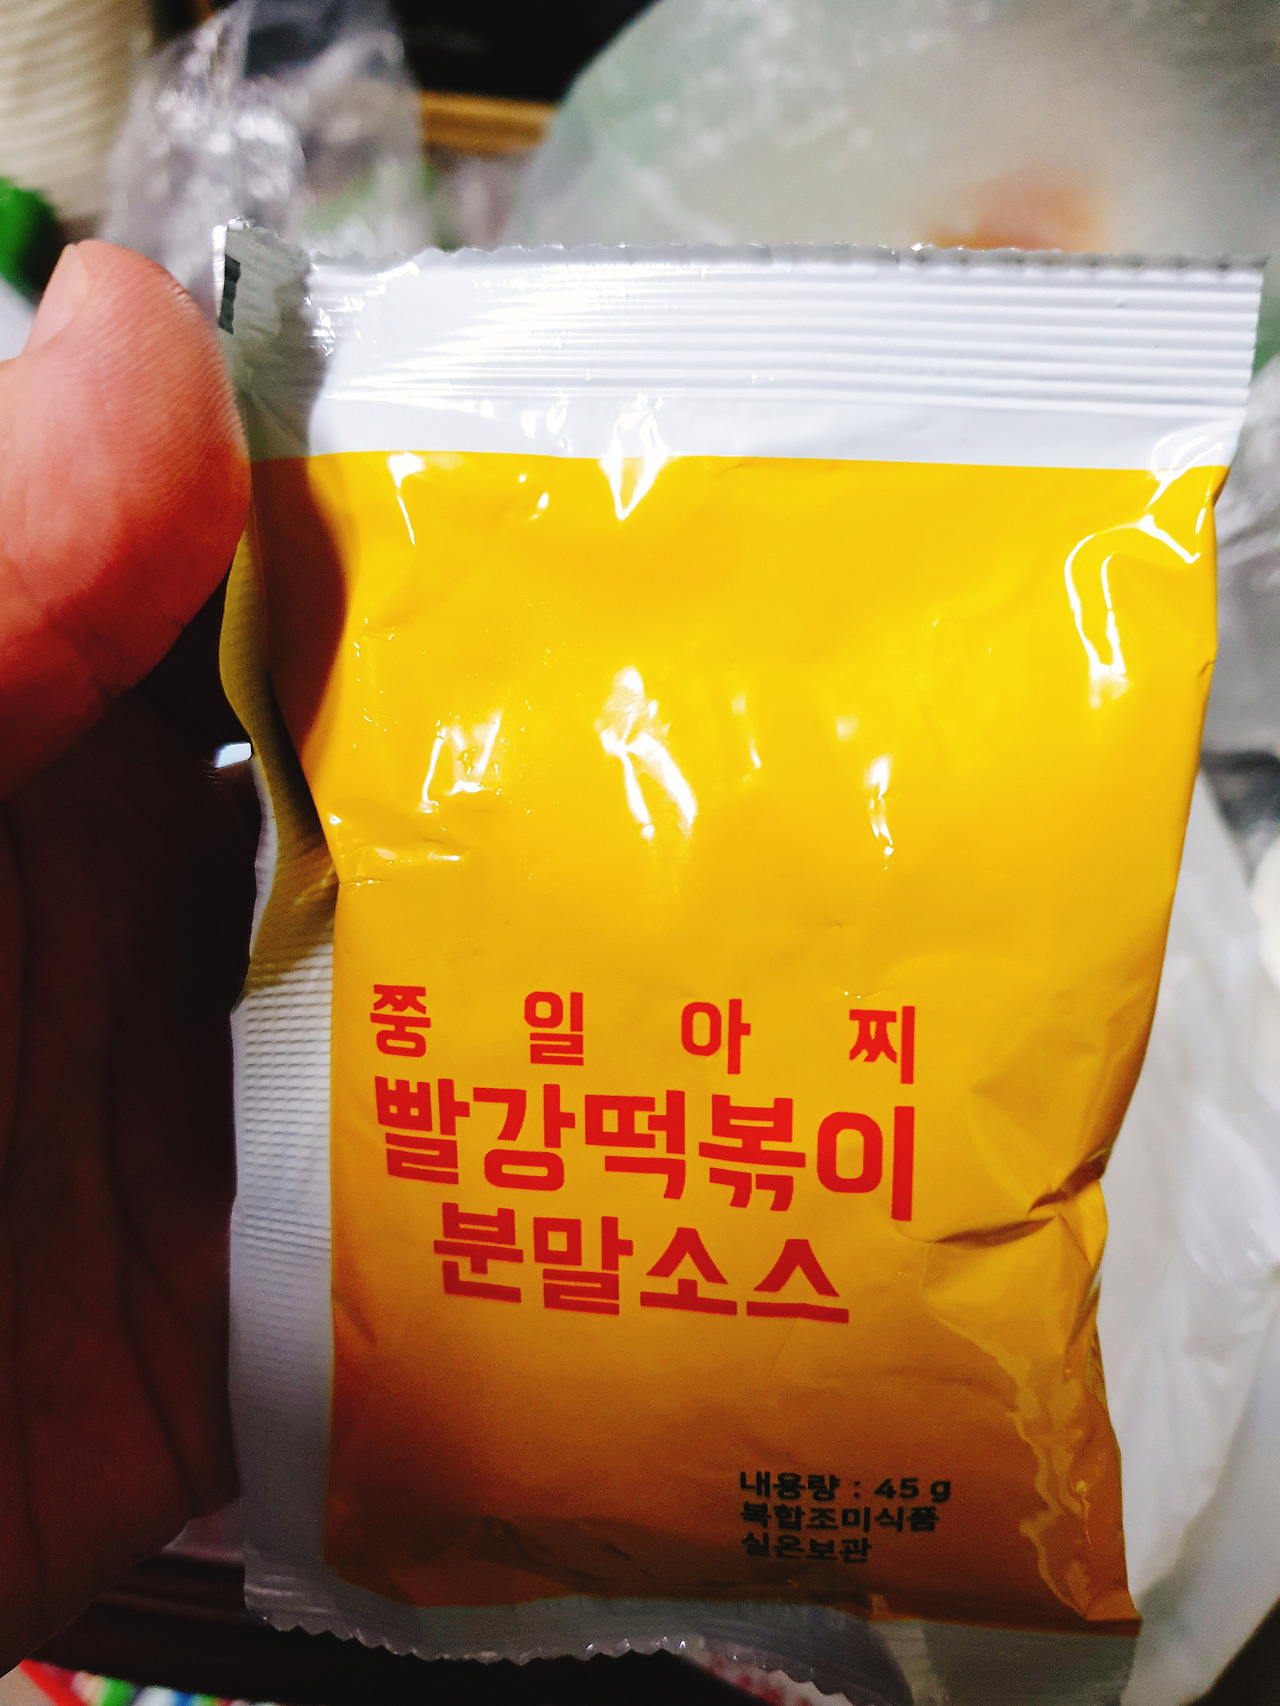 쭝 일 아 찌
빨강떡볶이
분말소스
내용량 : 45 g
복합조미식품
실온보관